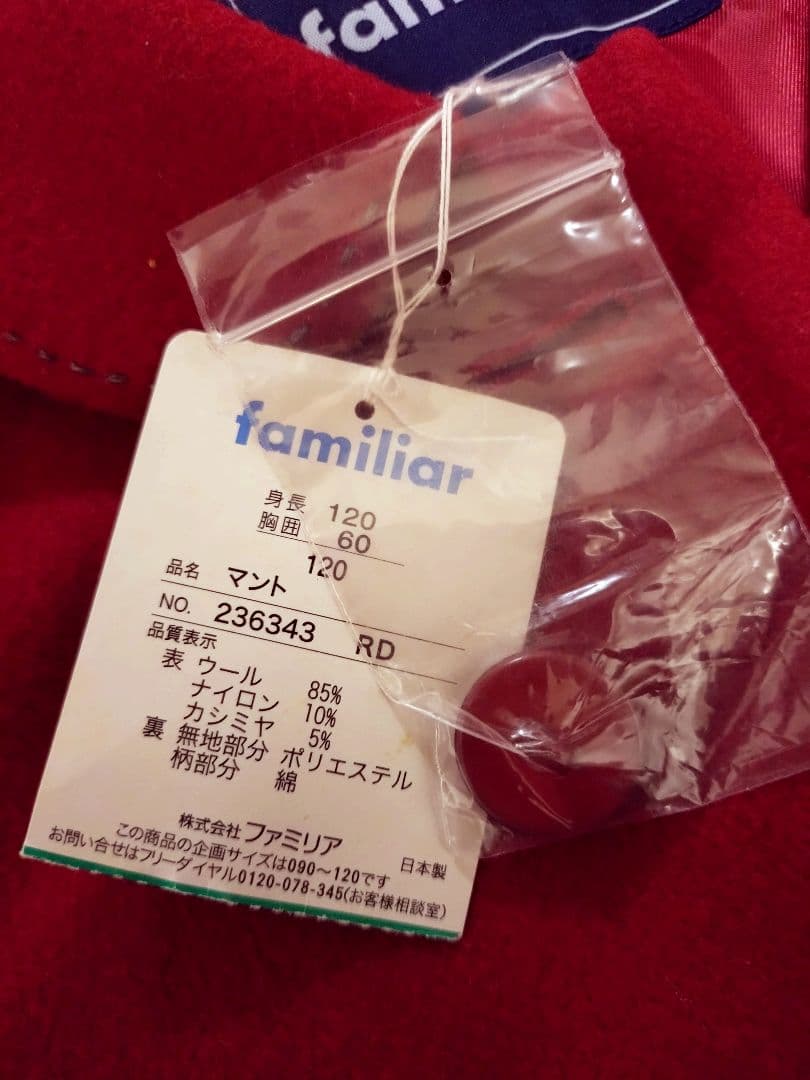 familiar
身長 120
胸囲 60
120
品名 マント
NO. 236343 RD
品質表示
表 ウール 85%
ナイロン 10%
カシミヤ 5%
裏 無地部分 ポリエステル
柄部分 綿
株式会社 ファミリア
この商品の企画サイズは090～120です 日本製
お問い合せはフリーダイヤル0120-078-345(お客様相談室)